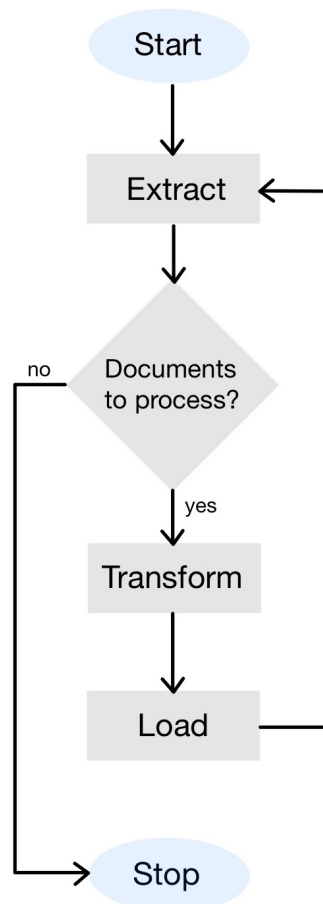 Start
Extract
Documents
to process?
no
yes
Transform
Load
Stop